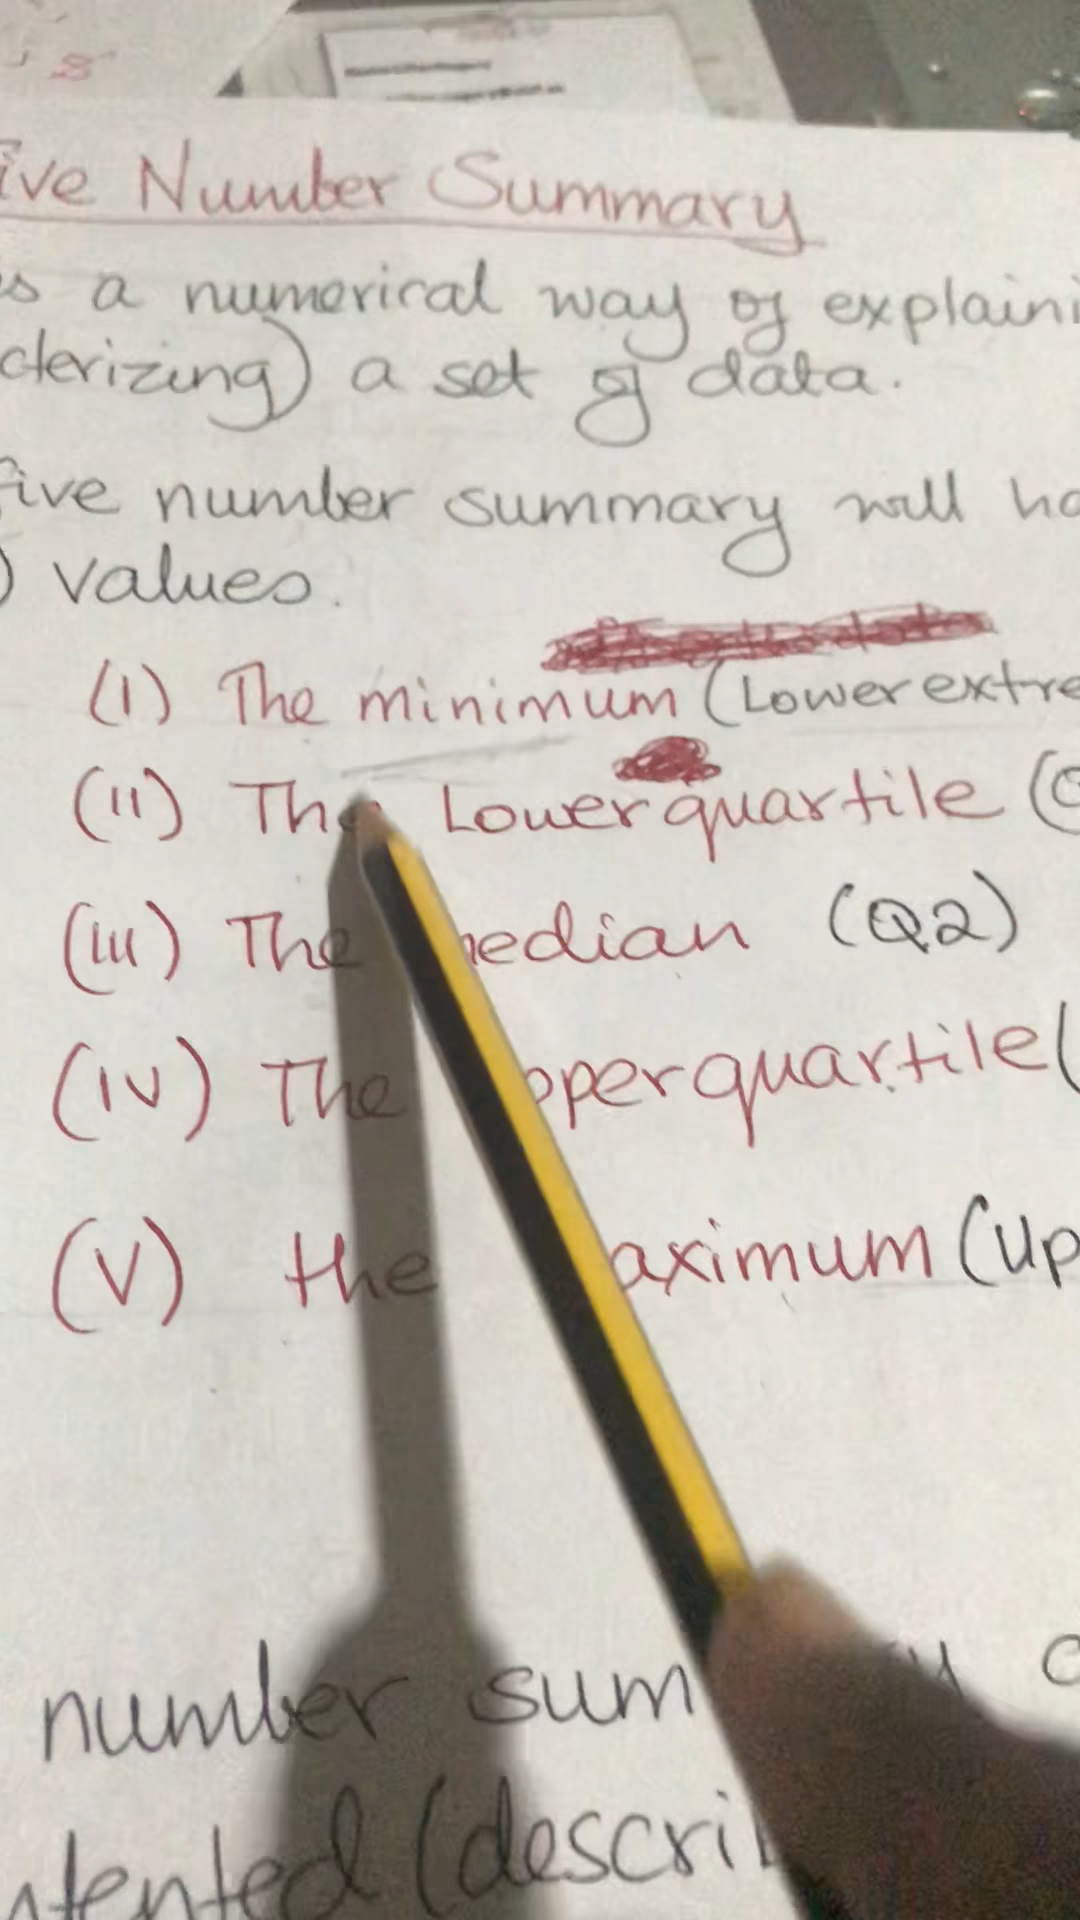 ive Number Summary
s a numerical way of explaini
cterizing) a set of data.
five number summary will ha
) values.
(I) The minimum (Lower extre
(II) The Lower quartile (
(III) The median (Q2)
(IV) The pper quartile (
(V) the aximum (Up
number sum
ented (descri